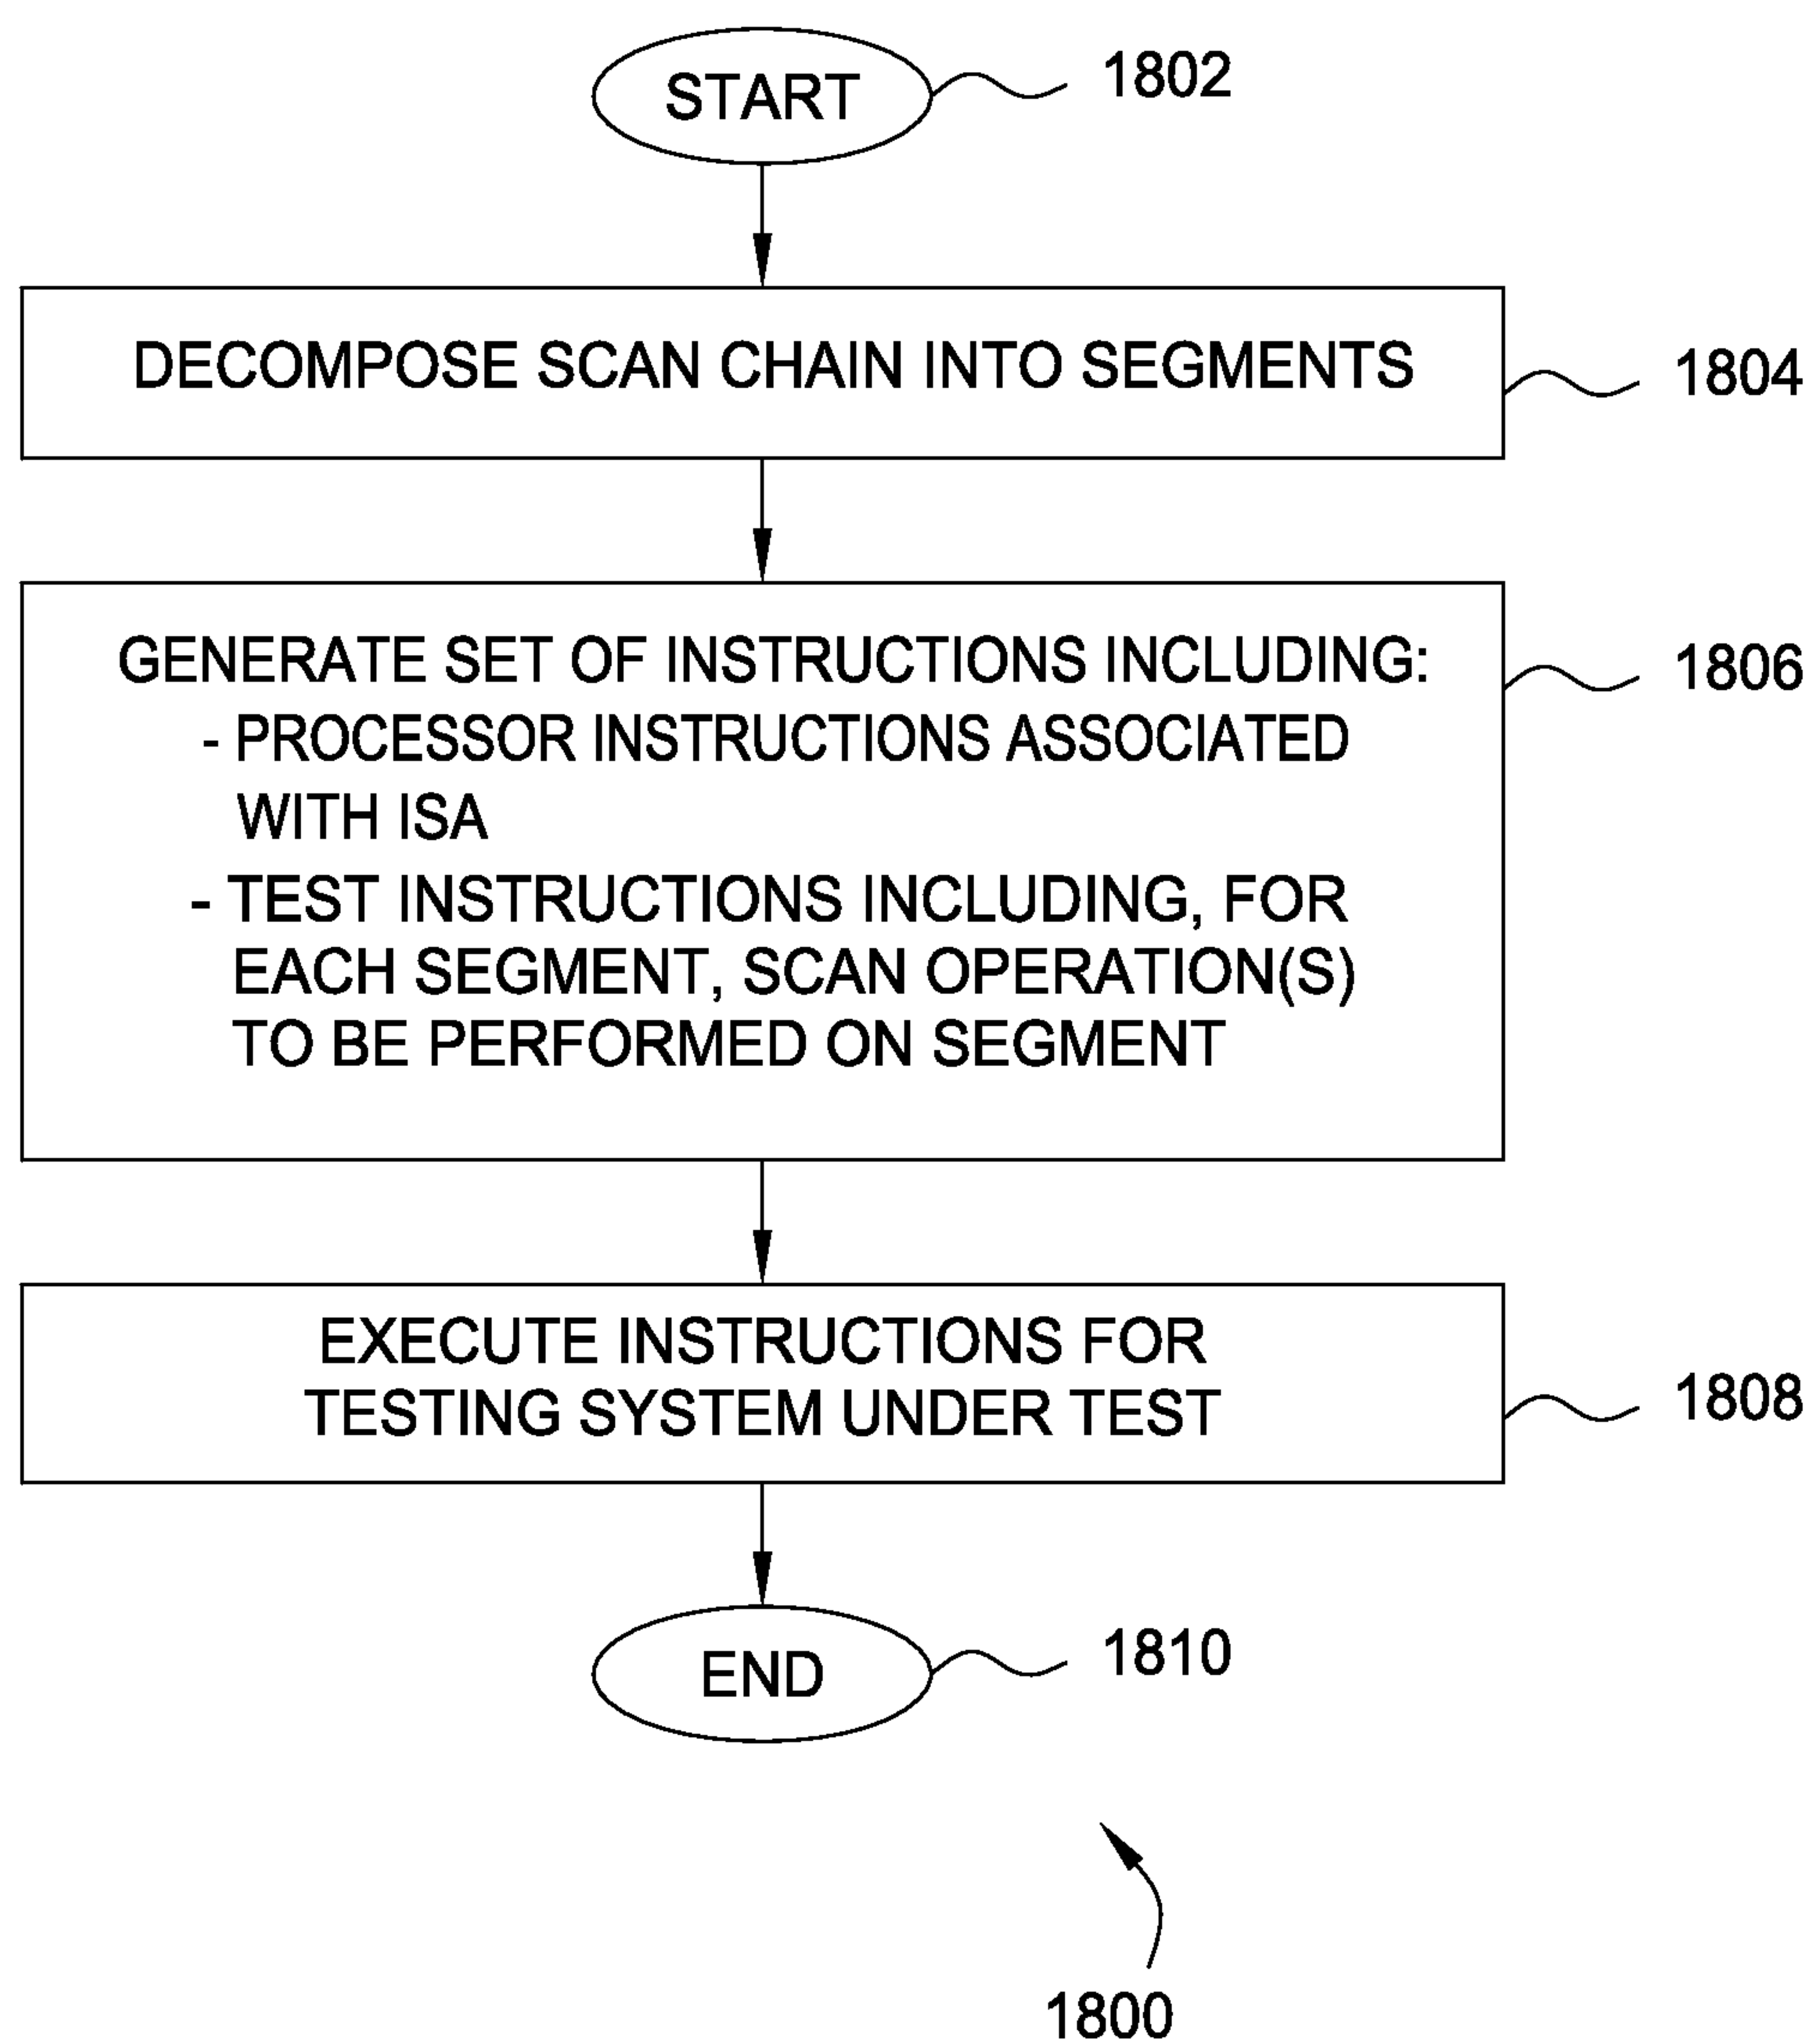 START
1802
DECOMPOSE SCAN CHAIN INTO SEGMENTS
1804
GENERATE SET OF INSTRUCTIONS INCLUDING:
1806
- PROCESSOR INSTRUCTIONS ASSOCIATED
WITH ISA
- TEST INSTRUCTIONS INCLUDING, FOR
EACH SEGMENT, SCAN OPERATION(S)
TO BE PERFORMED ON SEGMENT
EXECUTE INSTRUCTIONS FOR
TESTING SYSTEM UNDER TEST
1808
END
1810
1800